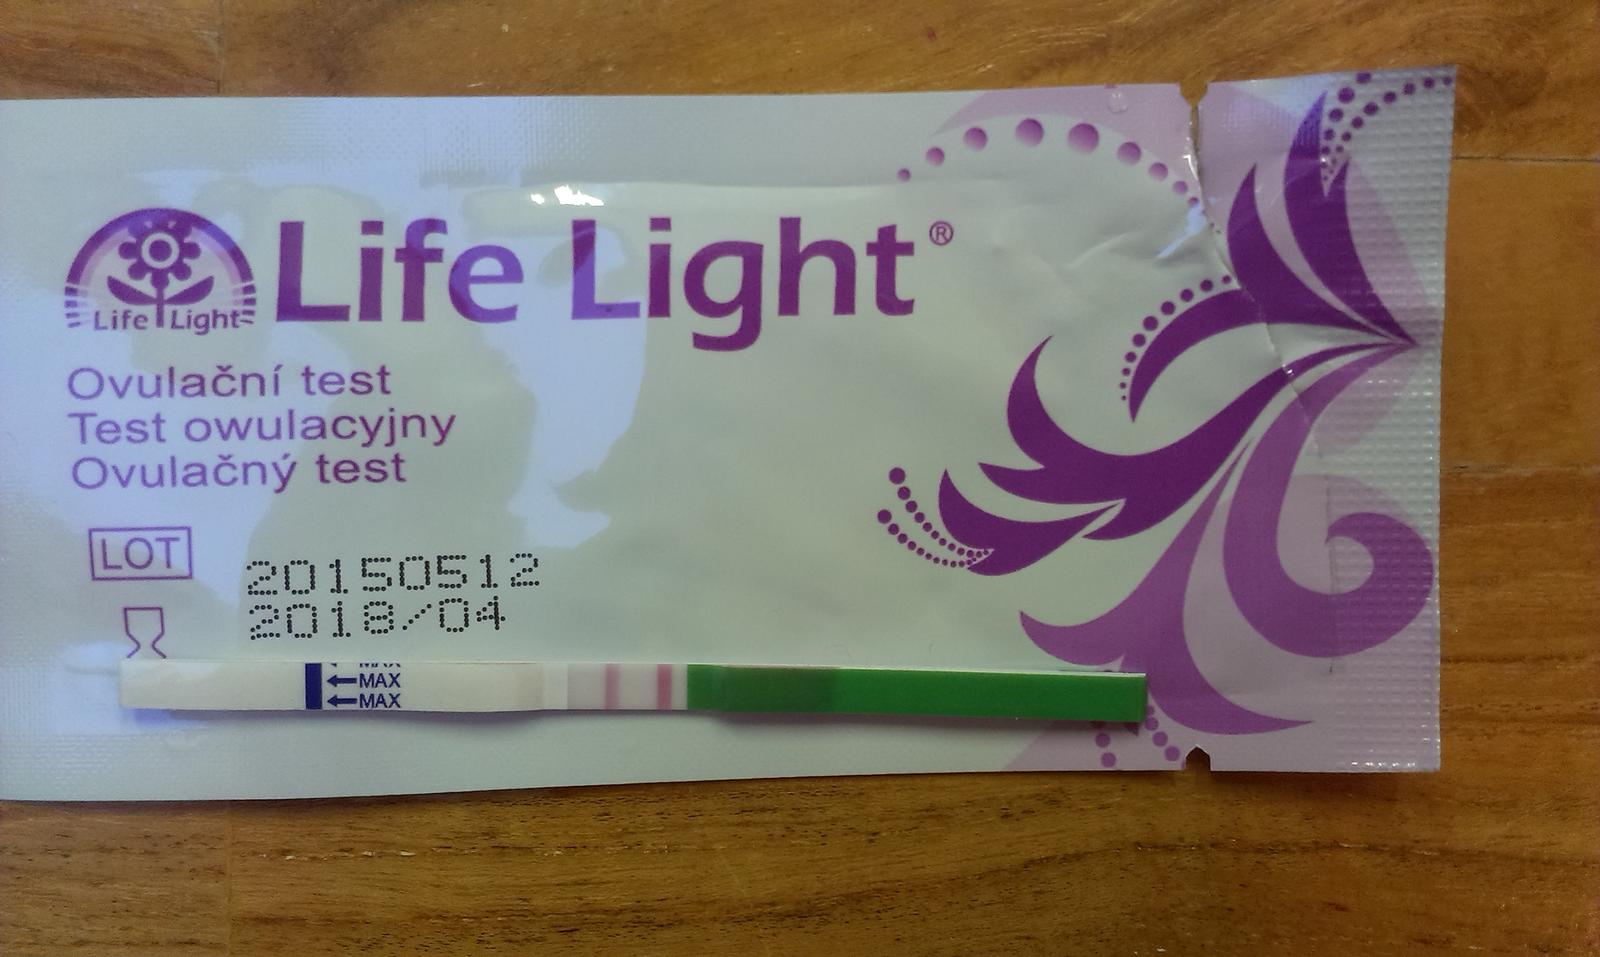 Life Light®
Life Light
Ovulační test
Test owulacyjny
Ovulačný test
LOT
20150512
2018/04
MAX
MAX
MAX